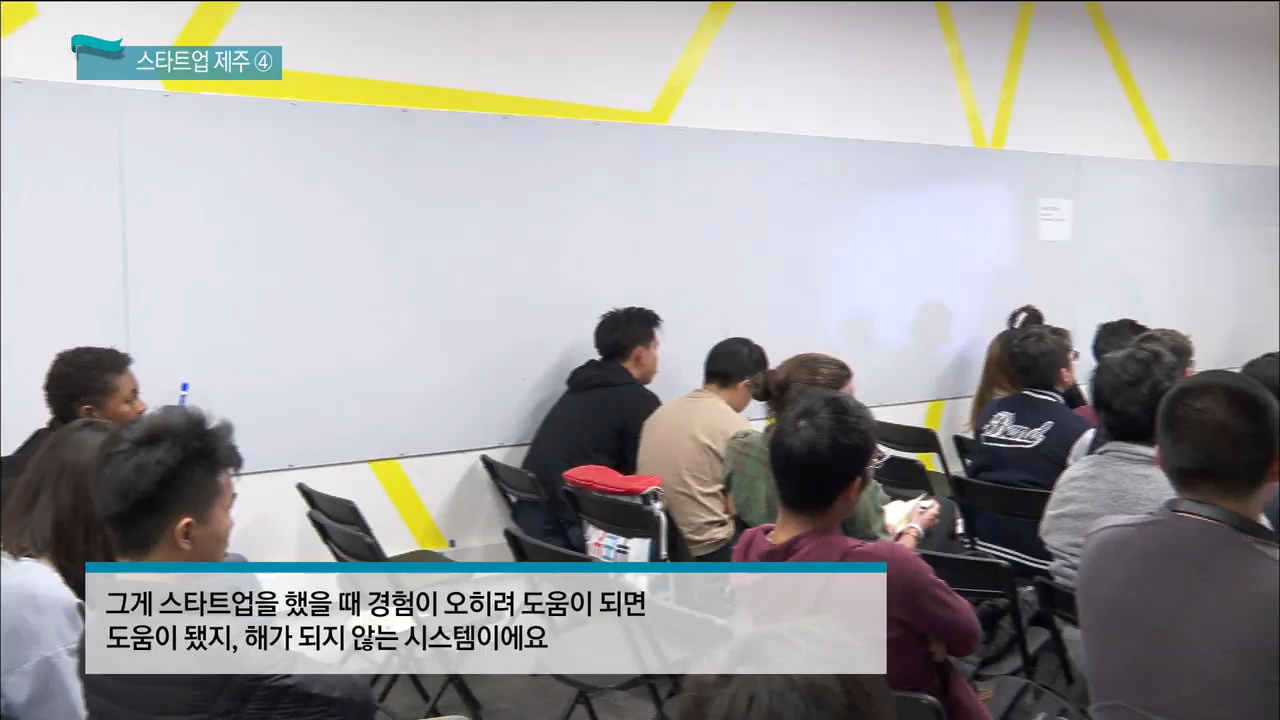 스타트업 제주 ④
Band
그게 스타트업을 했을 때 경험이 오히려 도움이 되면
도움이 됐지, 해가 되지 않는 시스템이에요